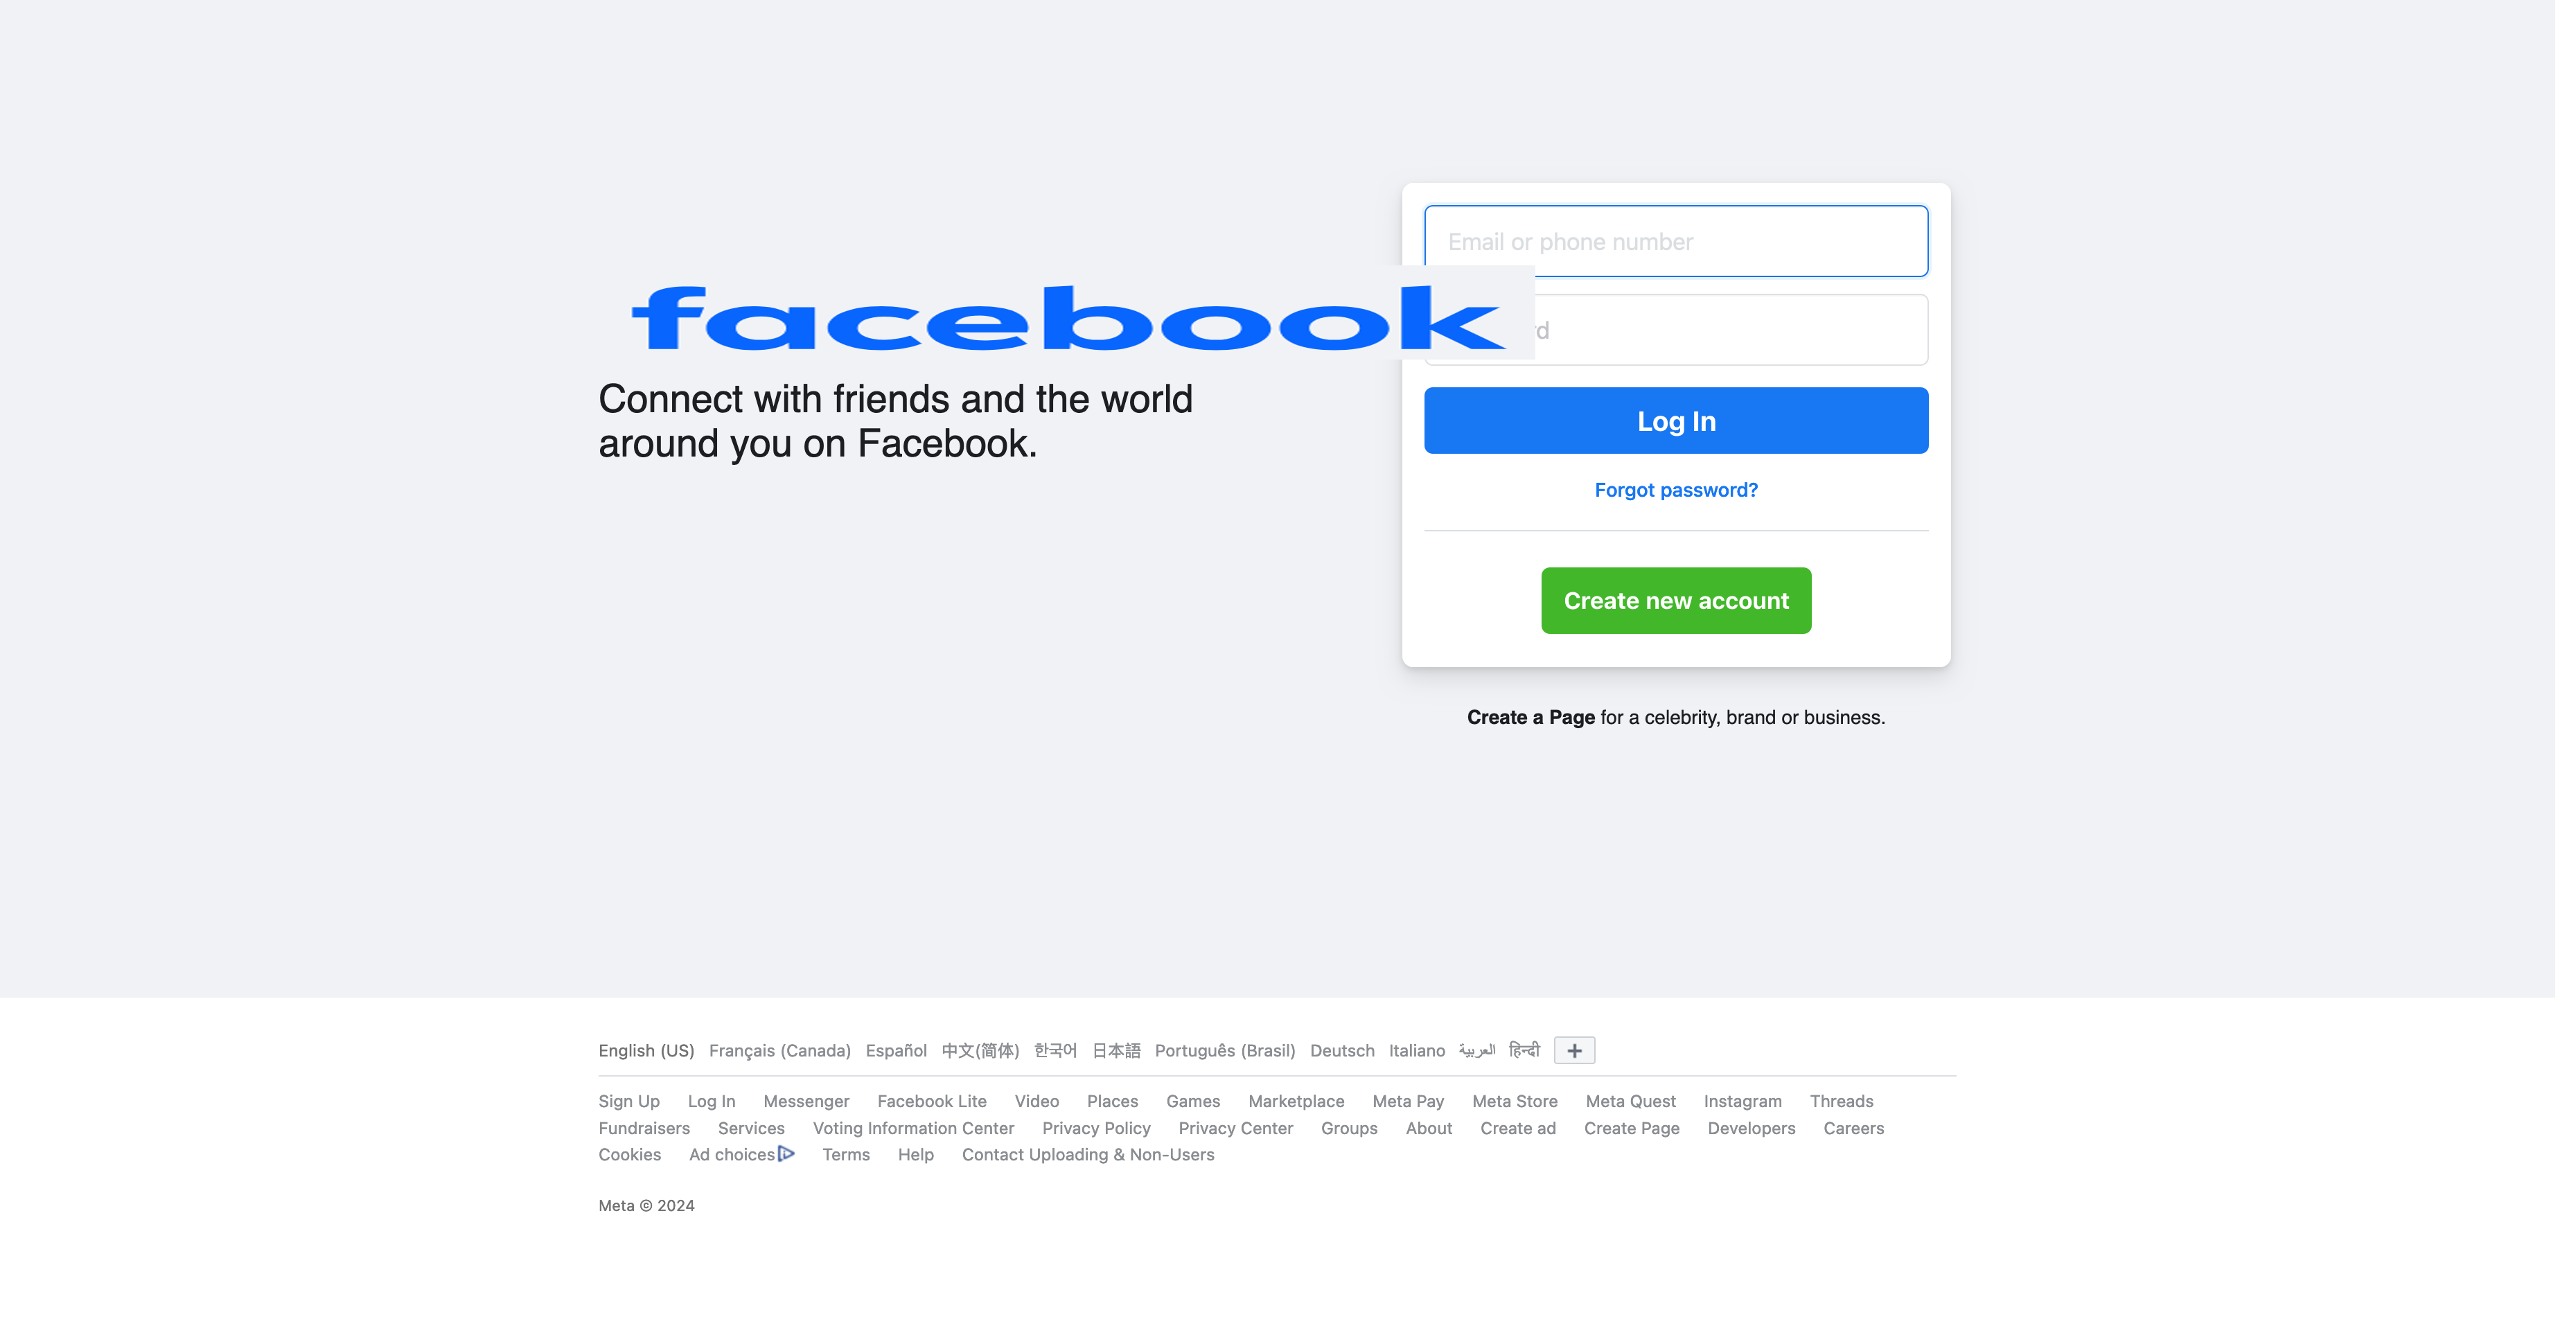 facebook
Connect with friends and the world
around you on Facebook.
Email or phone number
Log In
Forgot password?
Create new account
Create a Page for a celebrity, brand or business.
English (US) Français (Canada) Español 中文(简体) 한국어 日本語 Português (Brasil) Deutsch Italiano العربية हिन्दी +
Sign Up Log In Messenger Facebook Lite Video Places Games Marketplace Meta Pay Meta Store Meta Quest Instagram Threads
Fundraisers Services Voting Information Center Privacy Policy Privacy Center Groups About Create ad Create Page Developers Careers
Cookies Ad choices Terms Help Contact Uploading & Non-Users
Meta © 2024